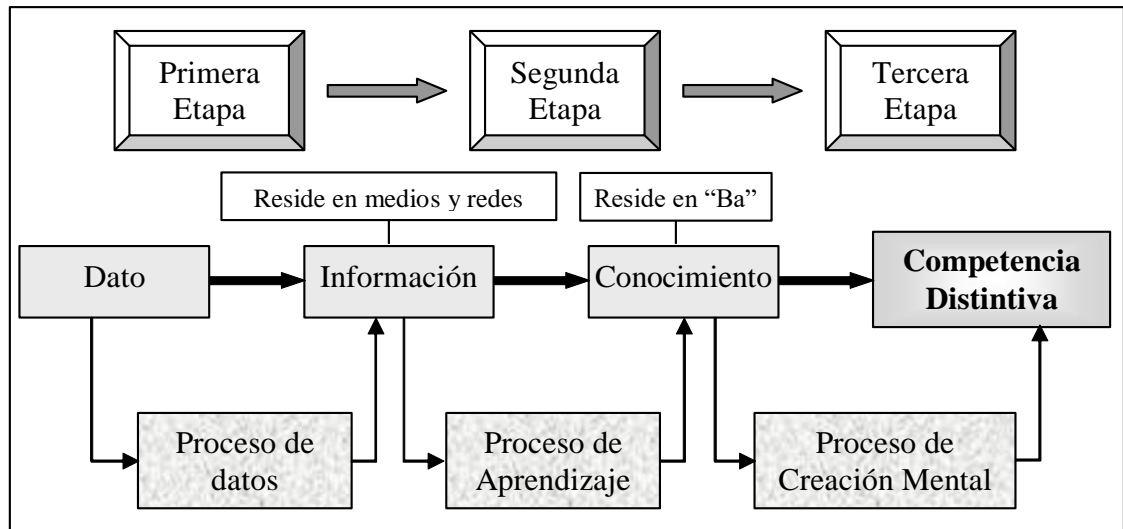 Primera
Etapa
Segunda
Etapa
Tercera
Etapa
Reside en medios y redes
Reside en “Ba”
Dato
Información
Conocimiento
Competencia
Distintiva
Proceso de
datos
Proceso de
Aprendizaje
Proceso de
Creación Mental